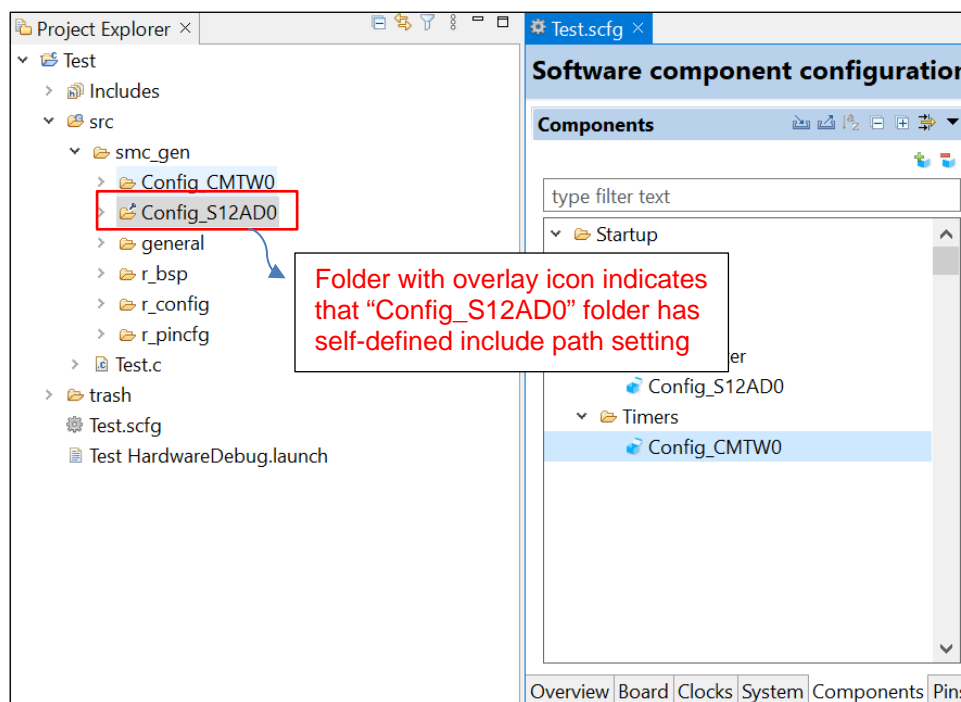 Project Explorer
Test
Includes
src
smc_gen
Config_CMTW0
Config_S12AD0
general
r_bsp
r_config
r_pincfg
Test.c
trash
Test.scfg
Test HardwareDebug.launch
Folder with overlay icon indicates
that “Config_S12AD0” folder has
self-defined include path setting
Test.scfg
Software component configuration
Components
type filter text
Startup
er
Config_S12AD0
Timers
Config_CMTW0
Overview Board Clocks System Components Pins